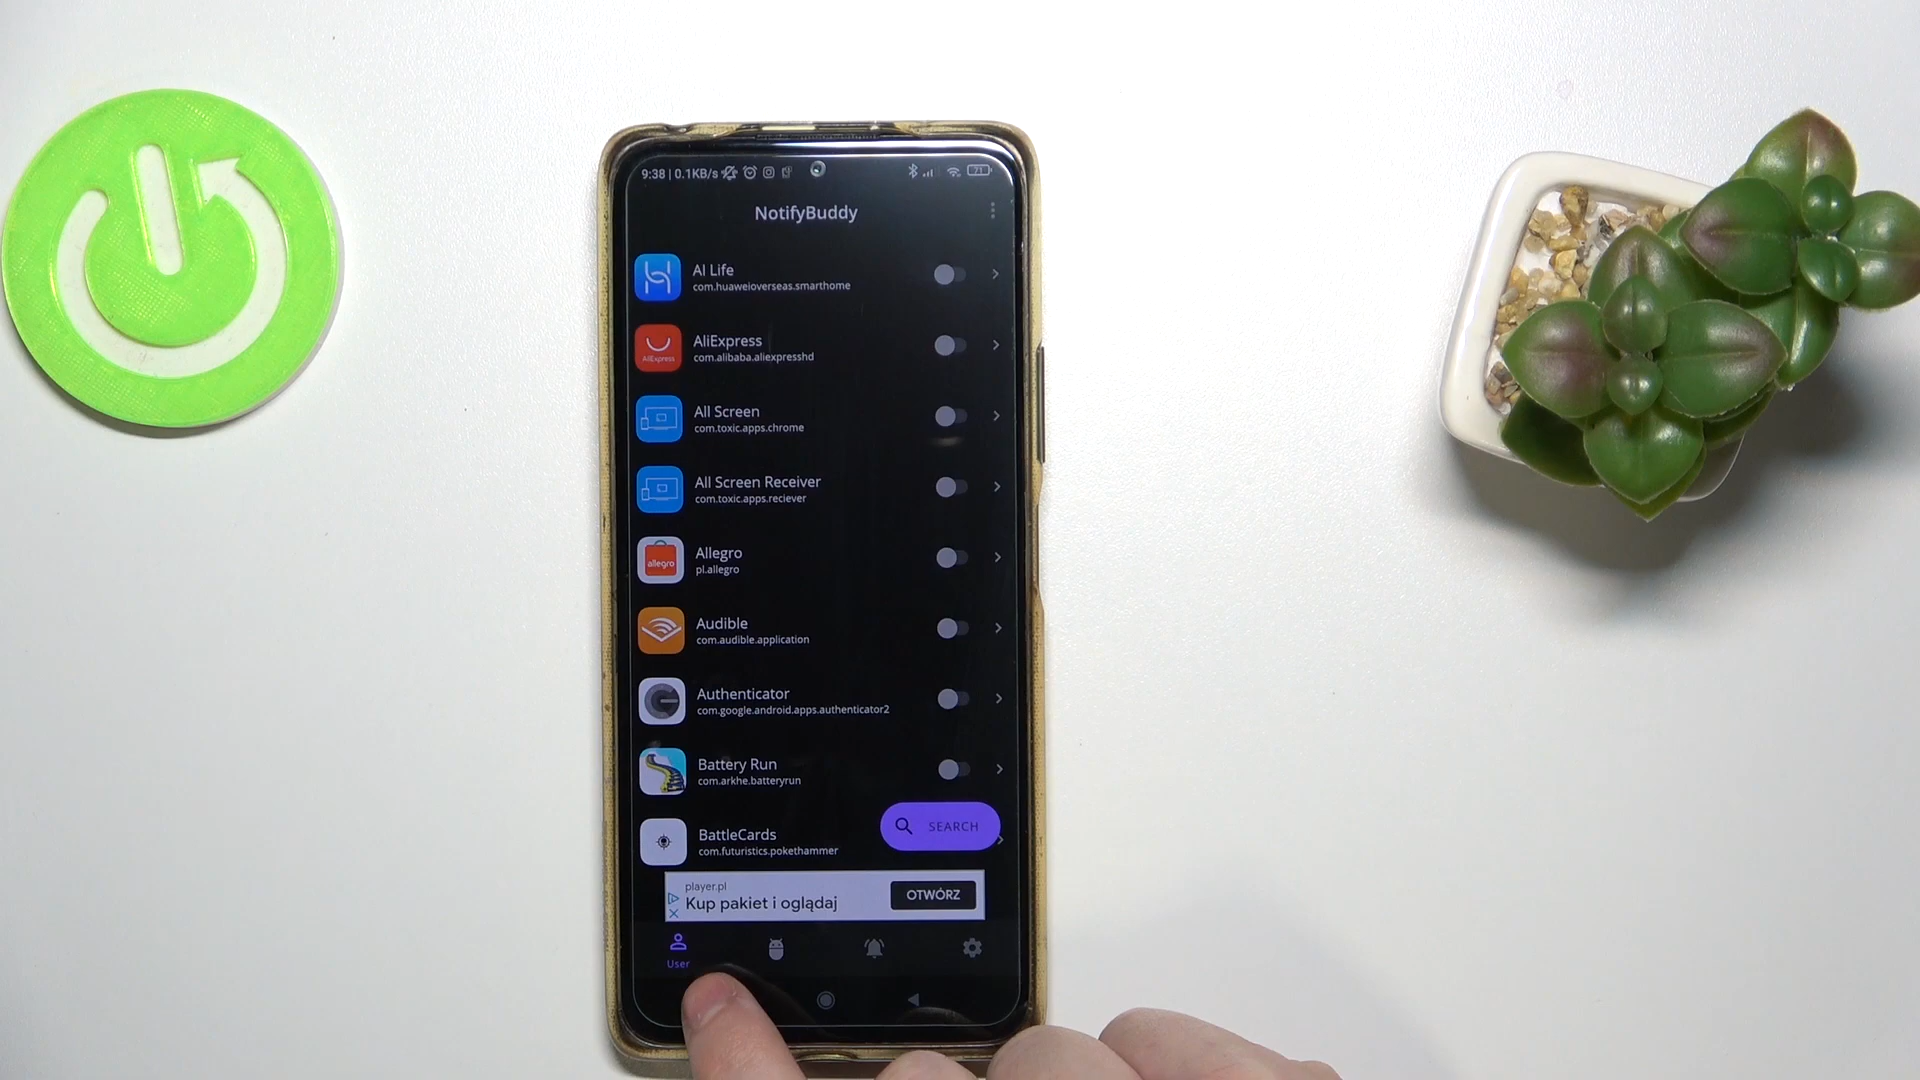 9:38 | 0.1KB/s
71
NotifyBuddy
AI Life
com.huaweioverseas.smarthome
AliExpress
AliExpress
com.alibaba.aliexpresshd
All Screen
com.toxic.apps.chrome
All Screen Receiver
com.toxic.apps.reciever
allegro
Allegro
pl.allegro
Audible
com.audible.application
Authenticator
com.google.android.apps.authenticator2
Battery Run
com.arkhe.batteryrun
BattleCards
com.futuristics.pokethammer
SEARCH
player.pl
Kup pakiet i oglądaj
OTWÓRZ
User